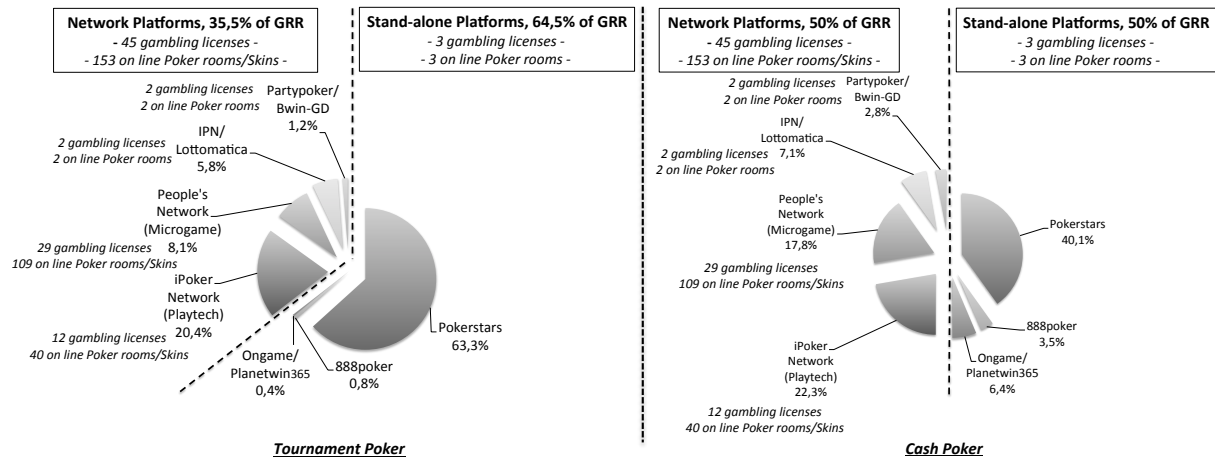 Network Platforms, 35,5% of GRR
- 45 gambling licenses -
- 153 on line Poker rooms/Skins -
Stand-alone Platforms, 64,5% of GRR
- 3 gambling licenses -
- 3 on line Poker rooms -
2 gambling licenses
2 on line Poker rooms
Partypoker/
Bwin-GD
1,2%
2 gambling licenses
2 on line Poker rooms
IPN/
Lottomatica
5,8%
People's
Network
(Microgame)
8,1%
29 gambling licenses
109 on line Poker rooms/Skins
iPoker
Network
(Playtech)
20,4%
12 gambling licenses
40 on line Poker rooms/Skins
Ongame/
Planetwin365
0,4%
888poker
0,8%
Pokerstars
63,3%
Tournament Poker
Network Platforms, 50% of GRR
- 45 gambling licenses -
- 153 on line Poker rooms/Skins -
Stand-alone Platforms, 50% of GRR
- 3 gambling licenses -
- 3 on line Poker rooms -
2 gambling licenses
2 on line Poker rooms
Partypoker/
Bwin-GD
2,8%
2 gambling licenses
2 on line Poker rooms
IPN/
Lottomatica
7,1%
People's
Network
(Microgame)
17,8%
29 gambling licenses
109 on line Poker rooms/Skins
iPoker
Network
(Playtech)
22,3%
12 gambling licenses
40 on line Poker rooms/Skins
Pokerstars
40,1%
888poker
3,5%
Ongame/
Planetwin365
6,4%
Cash Poker